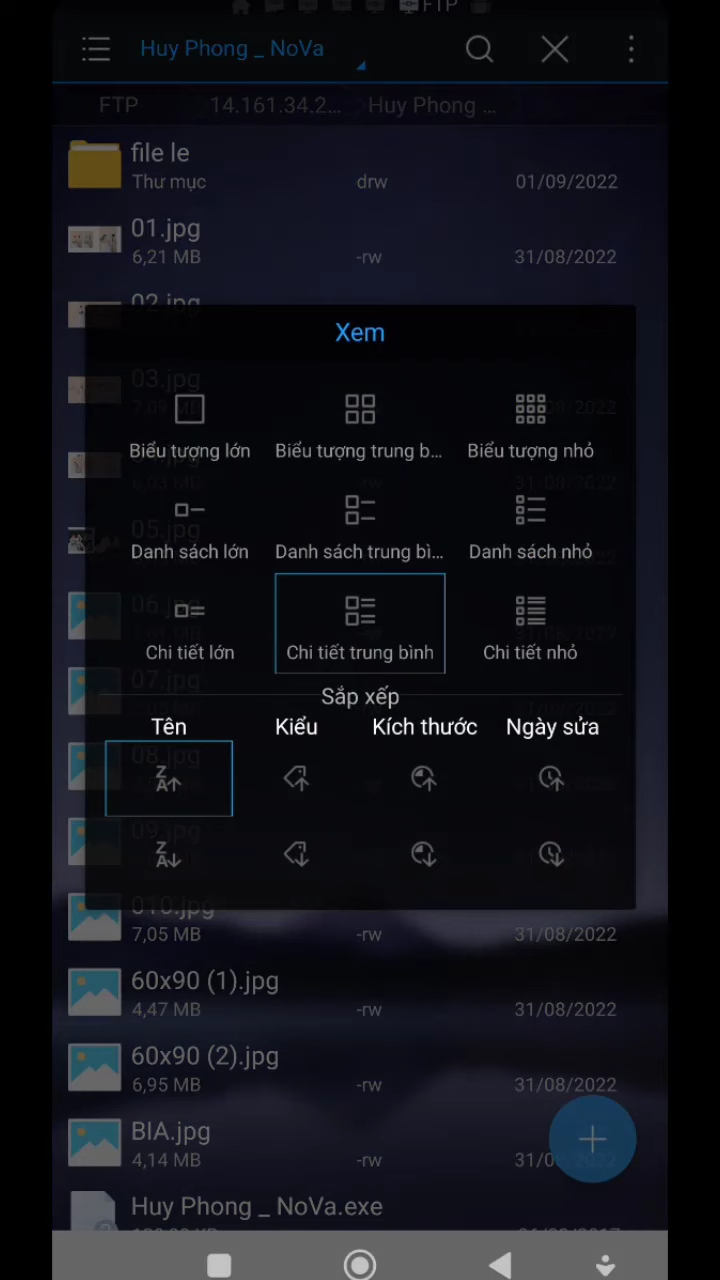 FTP
Huy Phong _ NoVa
FTP 14.161.34.2... Huy Phong ...
file le
Thư mục drw 01/09/2022
01.jpg
6,21 MB -rw 31/08/2022
02.jpg
Xem
03.jpg
Biểu tượng lớn Biểu tượng trung b... Biểu tượng nhỏ
05.jpg
Danh sách lớn Danh sách trung bì... Danh sách nhỏ
06.jpg
Chi tiết lớn Chi tiết trung bình Chi tiết nhỏ
07.jpg
Sắp xếp
Tên Kiểu Kích thước Ngày sửa
08.jpg
09.jpg
010.jpg
7,05 MB -rw 31/08/2022
60x90 (1).jpg
4,47 MB -rw 31/08/2022
60x90 (2).jpg
6,95 MB -rw 31/08/2022
BIA.jpg
4,14 MB -rw
Huy Phong _ NoVa.exe